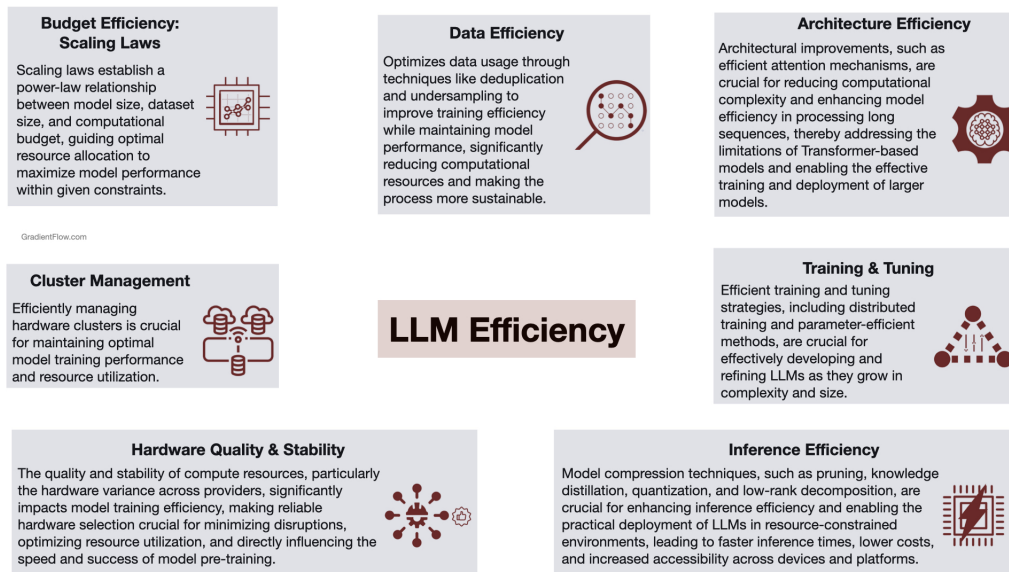 Budget Efficiency:
Scaling Laws
Scaling laws establish a
power-law relationship
between model size, dataset
size, and computational
budget, guiding optimal
resource allocation to
maximize model performance
within given constraints.
Data Efficiency
Optimizes data usage through
techniques like deduplication
and undersampling to
improve training efficiency
while maintaining model
performance, significantly
reducing computational
resources and making the
process more sustainable.
Architecture Efficiency
Architectural improvements, such as
efficient attention mechanisms, are
crucial for reducing computational
complexity and enhancing model
efficiency in processing long
sequences, thereby addressing the
limitations of Transformer-based
models and enabling the effective
training and deployment of larger
models.
GradientFlow.com
Cluster Management
Efficiently managing
hardware clusters is crucial
for maintaining optimal
model training performance
and resource utilization.
LLM Efficiency
Training & Tuning
Efficient training and tuning
strategies, including distributed
training and parameter-efficient
methods, are crucial for
effectively developing and
refining LLMs as they grow in
complexity and size.
Hardware Quality & Stability
The quality and stability of compute resources, particularly
the hardware variance across providers, significantly
impacts model training efficiency, making reliable
hardware selection crucial for minimizing disruptions,
optimizing resource utilization, and directly influencing the
speed and success of model pre-training.
Inference Efficiency
Model compression techniques, such as pruning, knowledge
distillation, quantization, and low-rank decomposition, are
crucial for enhancing inference efficiency and enabling the
practical deployment of LLMs in resource-constrained
environments, leading to faster inference times, lower costs,
and increased accessibility across devices and platforms.